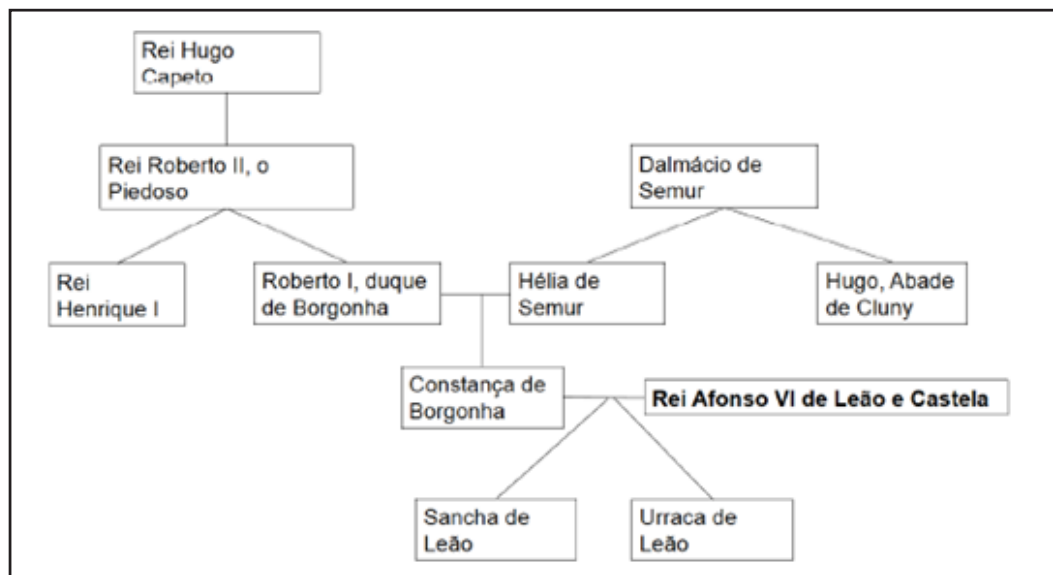 Rei Hugo
Capeto
Rei Roberto II, o
Piedoso
Dalmácio de
Semur
Rei
Henrique I
Roberto I, duque
de Borgonha
Hélia de
Semur
Hugo, Abade
de Cluny
Constança de
Borgonha
Rei Afonso VI de Leão e Castela
Sancha de
Leão
Urraca de
Leão